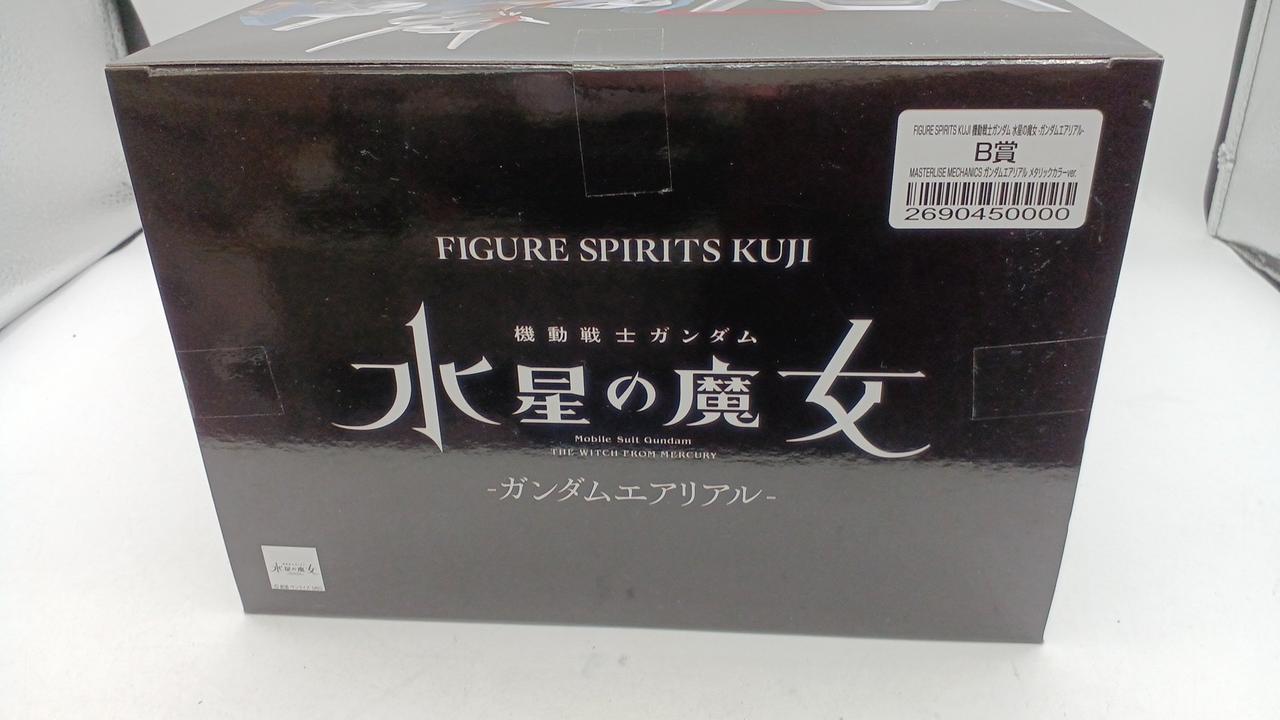 FIGURE SPIRITS KUJI 機動戦士ガンダム 水星の魔女 -ガンダムエアリアル-
B賞
MASTERLISE MECHANICS ガンダムエアリアル メタリックカラーver.
2690450000
FIGURE SPIRITS KUJI
機動戦士ガンダム
水星の魔女
Mobile Suit Gundam
THE WITCH FROM MERCURY
-ガンダムエアリアル-
水星の魔女